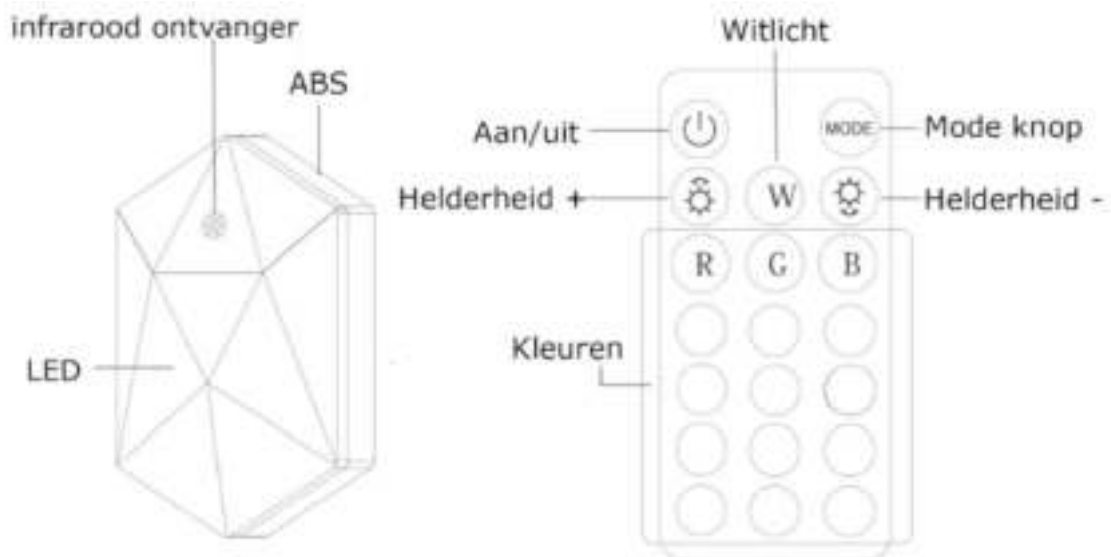 infrarood ontvanger
ABS
LED
Witlicht
Aan/uit
MODE
Mode knop
Helderheid +
W
Helderheid -
R G B
Kleuren